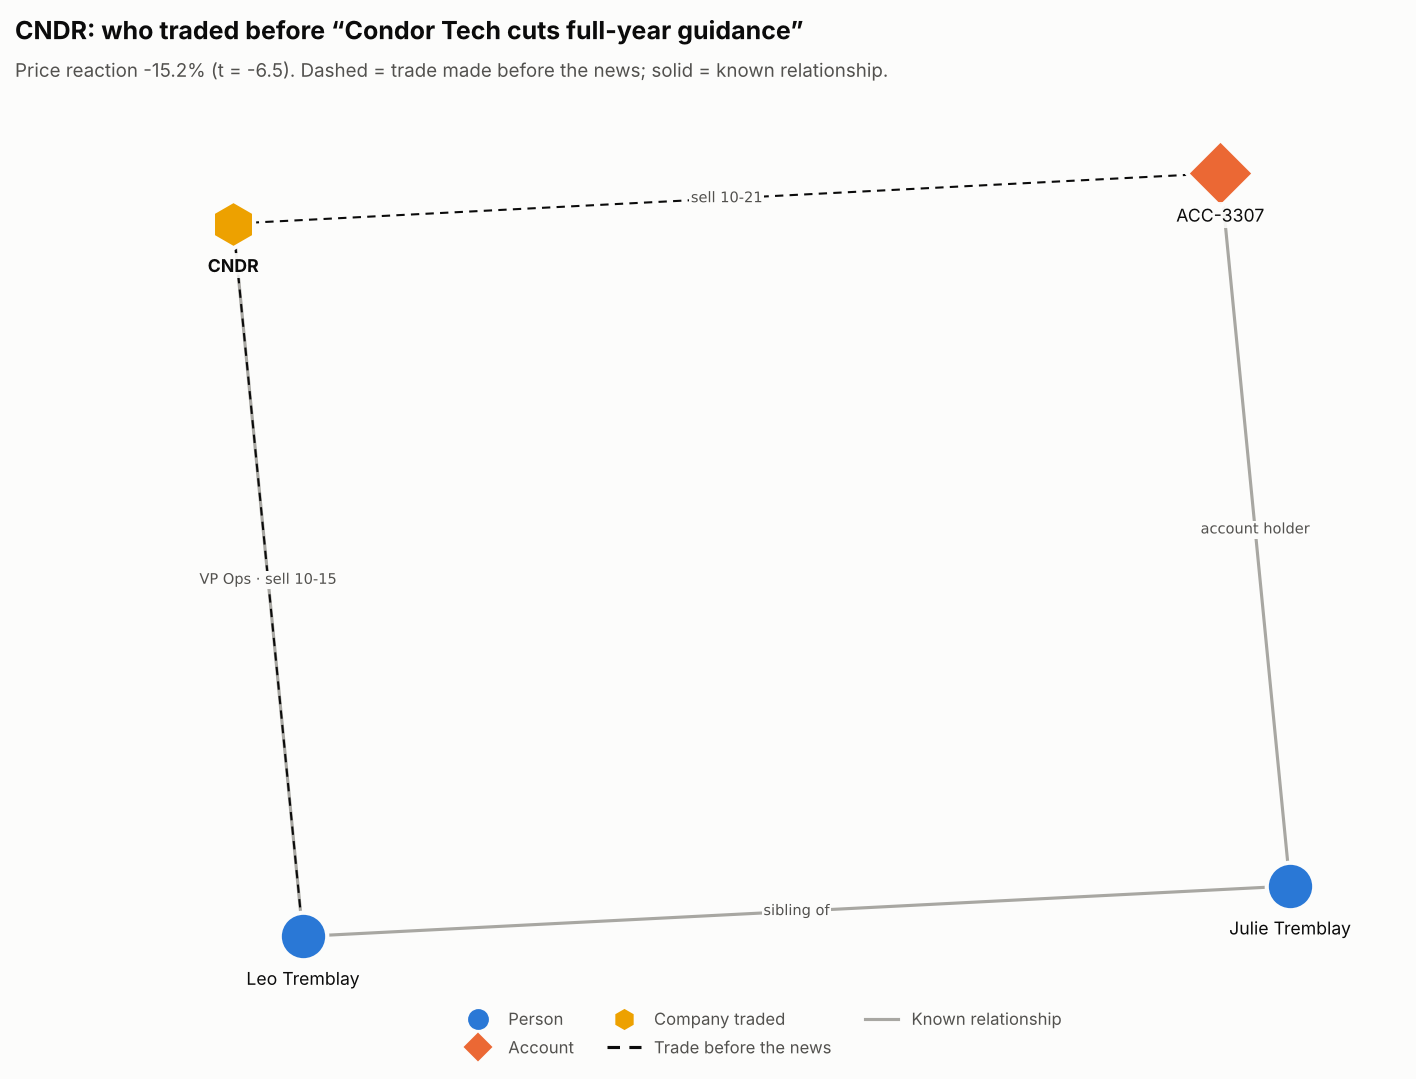 CNDR: who traded before “Condor Tech cuts full-year guidance”
Price reaction -15.2% (t = -6.5). Dashed = trade made before the news; solid = known relationship.
sell 10-21
ACC-3307
CNDR
account holder
VP Ops · sell 10-15
sibling of
Julie Tremblay
Leo Tremblay
Person
Company traded
Known relationship
Account
Trade before the news